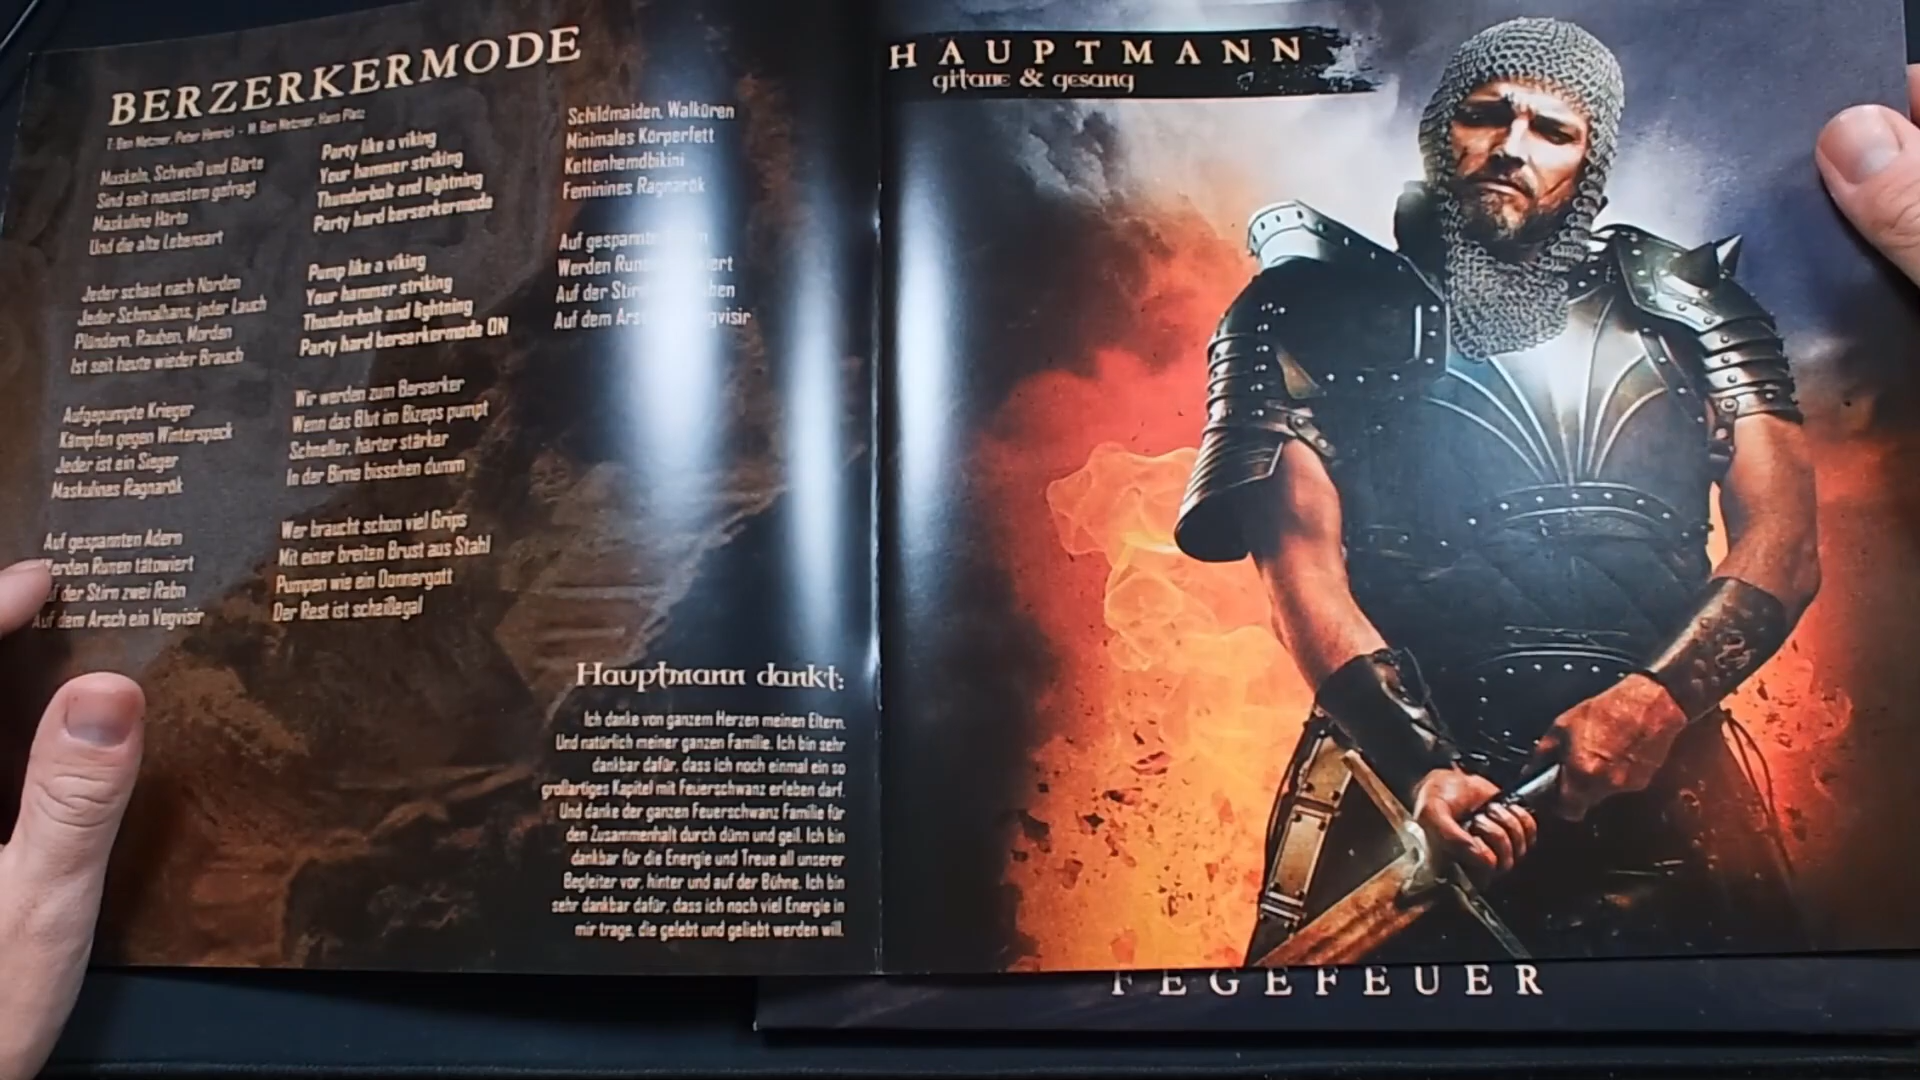 BERZERKERMODE
T: Ben Metzner, Peter Henrici - M: Ben Metzner, Hans Platz
Muskeln, Schweiß und Bärte
Sind seit neuestem gefragt
Maskuline Härte
Und die alte Lebensart
Jeder schaut nach Norden
Jeder Schmalhans, jeder Lauch
Plündern, Rauben, Morden
Ist seit heute wieder Brauch
Aufgepumpte Krieger
Kämpfen gegen Winterspeck
Jeder ist ein Sieger
Maskulines Ragnarök
Auf gespannten Adern
Werden Runen tätowiert
Auf der Stirn zwei Rabn
Auf dem Arsch ein Vegvisir
Party like a viking
Your hammer striking
Thunderbolt and lightning
Party hard berserkermode
Pump like a viking
Your hammer striking
Thunderbolt and lightning
Party hard berserkermode ON
Wir werden zum Berserker
Wenn das Blut im Bizeps pumpt
Schneller, härter stärker
In der Birne bisschen dumm
Wer braucht schon viel Grips
Mit einer breiten Brust aus Stahl
Pumpen wie ein Donnergott
Der Rest ist scheißegal
Schildmaiden, Walküren
Minimales Körperfett
Kettenhemdbikini
Feminines Ragnarök
Auf gespannte
Werden Rune
Auf der Stirn
Auf dem Arsch Vegvisir
Hauptmann dankt:
Ich danke von ganzem Herzen meinen Eltern.
Und natürlich meiner ganzen Familie. Ich bin sehr
dankbar dafür, dass ich noch einmal ein so
großartiges Kapitel mit Feuerschwanz erleben darf.
Und danke der ganzen Feuerschwanz Familie für
den Zusammenhalt durch dünn und geil. Ich bin
dankbar für die Energie und Treue all unserer
Begleiter vor, hinter und auf der Bühne. Ich bin
sehr dankbar dafür, dass ich noch viel Energie in
mir trage, die gelebt und geliebt werden will.
HAUPTMANN
gitarre & gesang
FEGEFEUER